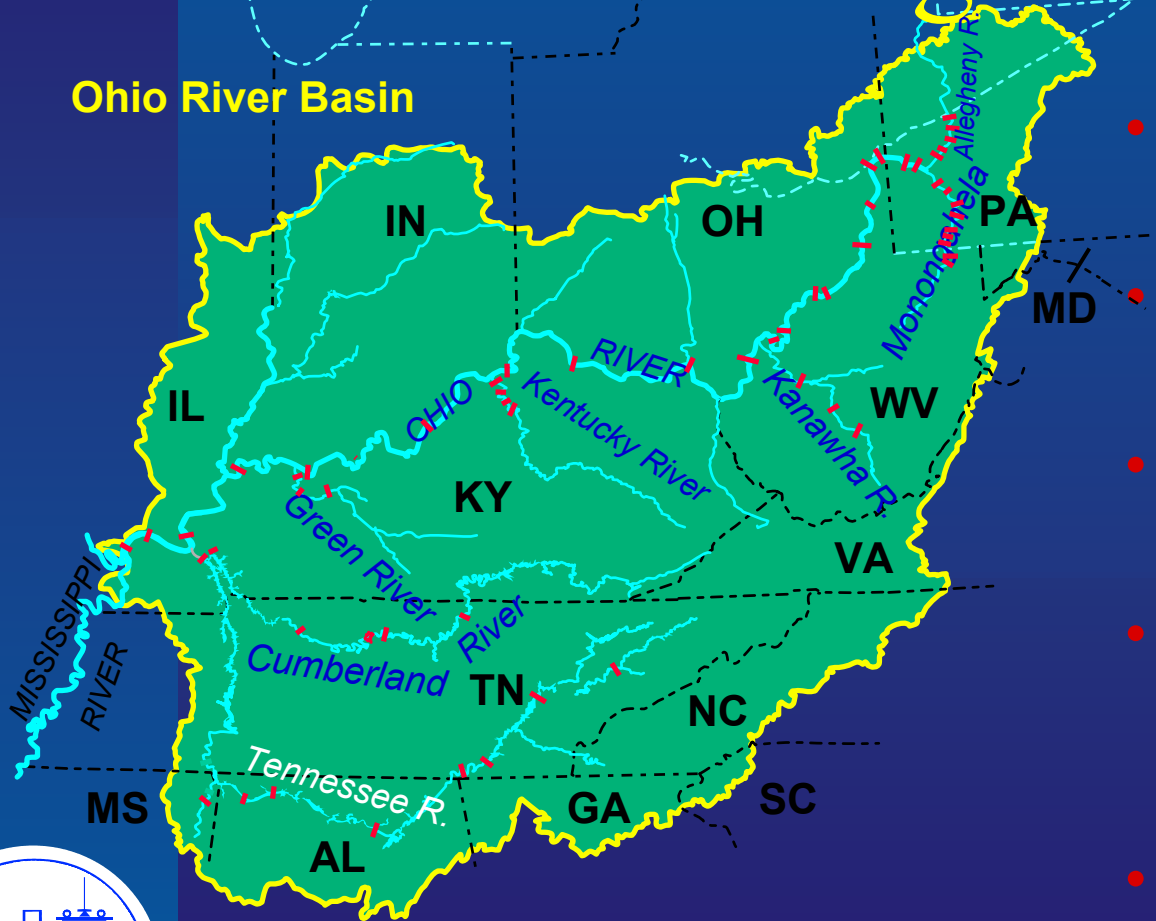 Ohio River Basin
Allegheny R.
IN
OH
PA
Monongahela
MD
RIVER
OHIO
Kentucky River
Kanawha R.
WV
IL
KY
Green River
VA
MISSISSIPPI
RIVER
Cumberland
River
TN
NC
Tennessee R.
MS
GA
SC
AL